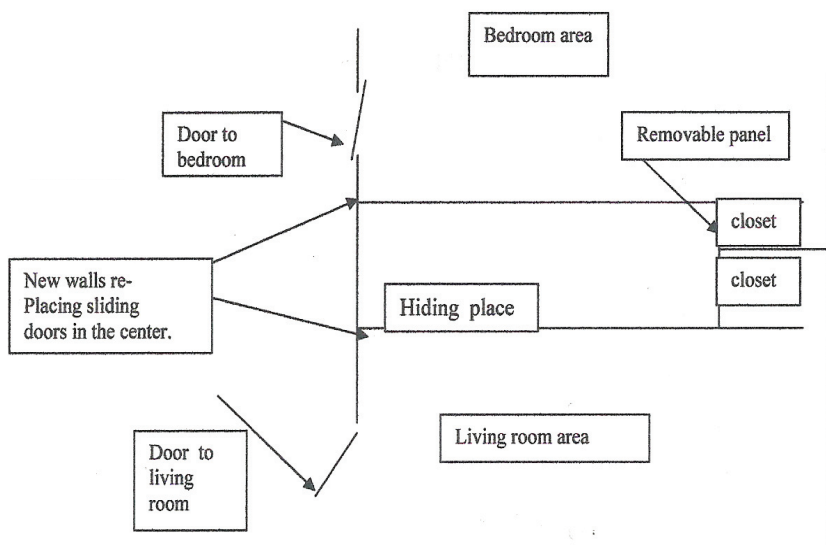 Bedroom area
Door to
bedroom
Removable panel
closet
closet
New walls re-
Placing sliding
doors in the center.
Hiding place
Living room area
Door to
living
room